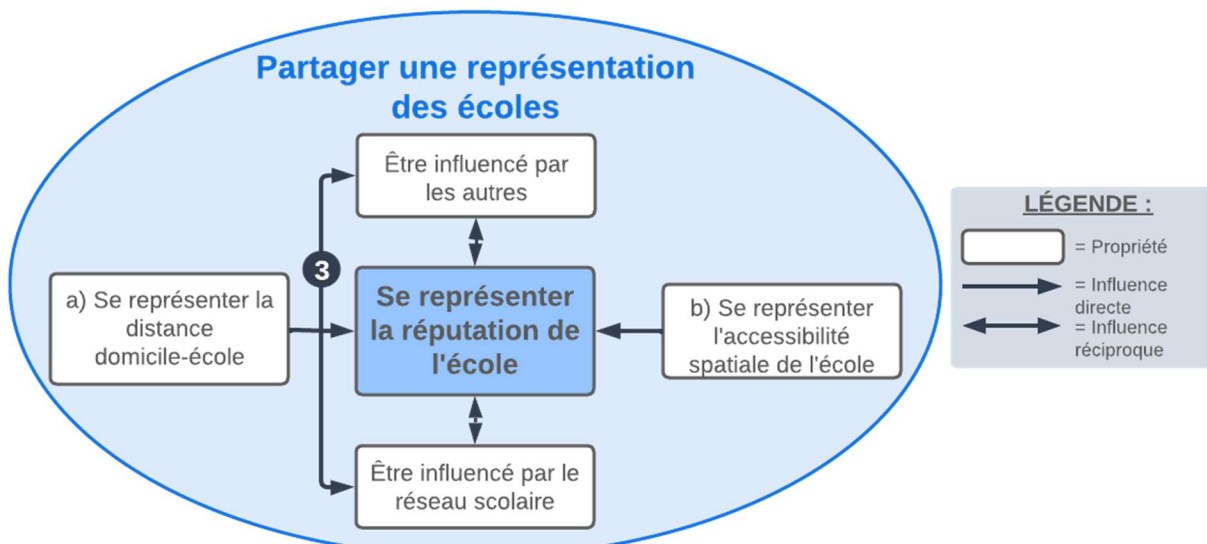 Partager une représentation
des écoles
Être influencé par
les autres
3
a) Se représenter la
distance
domicile-école
Se représenter
la réputation de
l'école
b) Se représenter
l'accessibilité
spatiale de l'école
Être influencé par le
réseau scolaire
LÉGENDE :
= Propriété
= Influence
directe
= Influence
réciproque